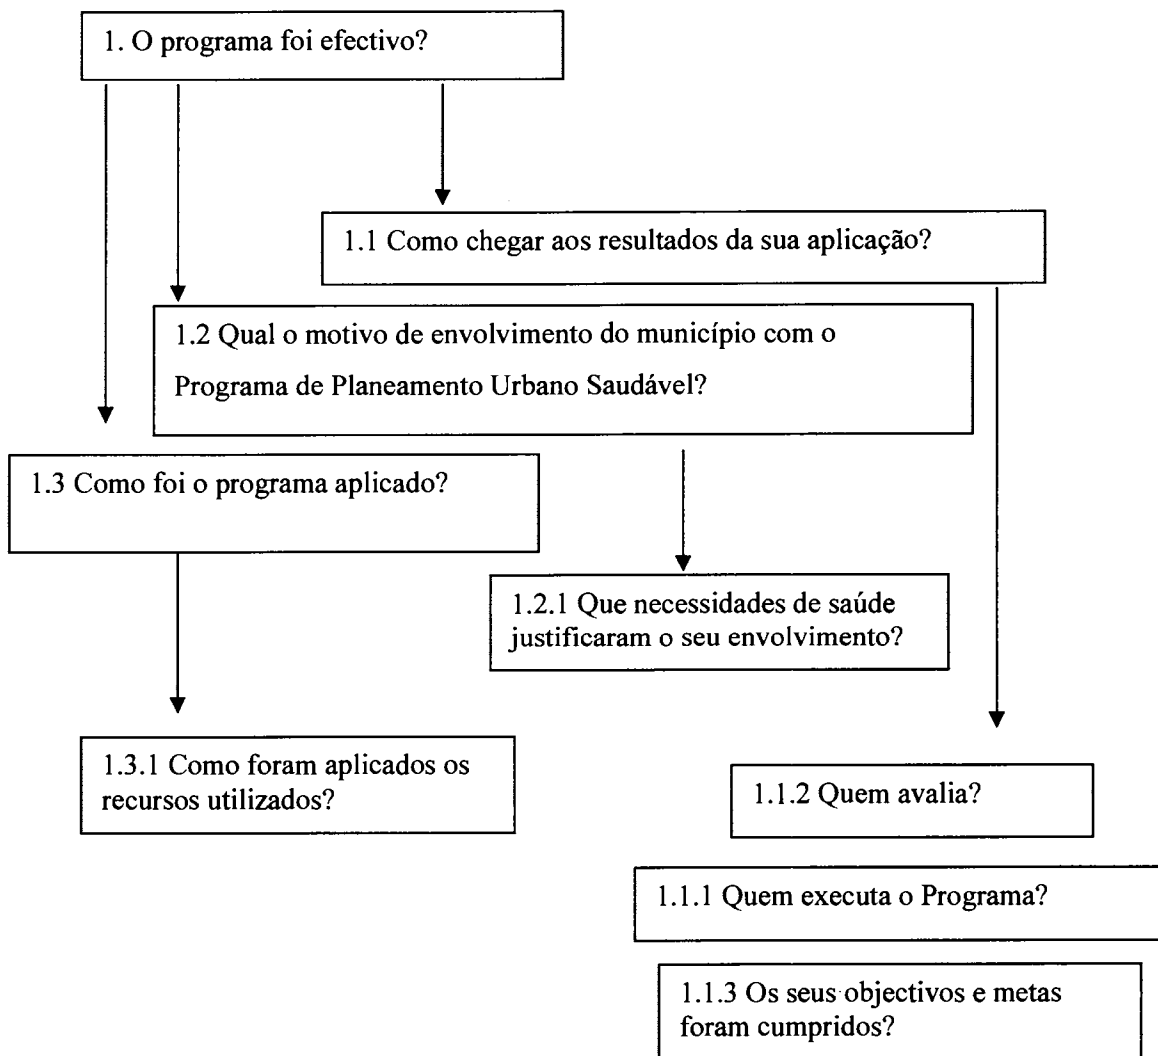 1. O programa foi efectivo?
1.1 Como chegar aos resultados da sua aplicação?
1.2 Qual o motivo de envolvimento do município com o
Programa de Planeamento Urbano Saudável?
1.3 Como foi o programa aplicado?
1.2.1 Que necessidades de saúde
justificaram o seu envolvimento?
1.3.1 Como foram aplicados os
recursos utilizados?
1.1.2 Quem avalia?
1.1.1 Quem executa o Programa?
1.1.3 Os seus objectivos e metas
foram cumpridos?